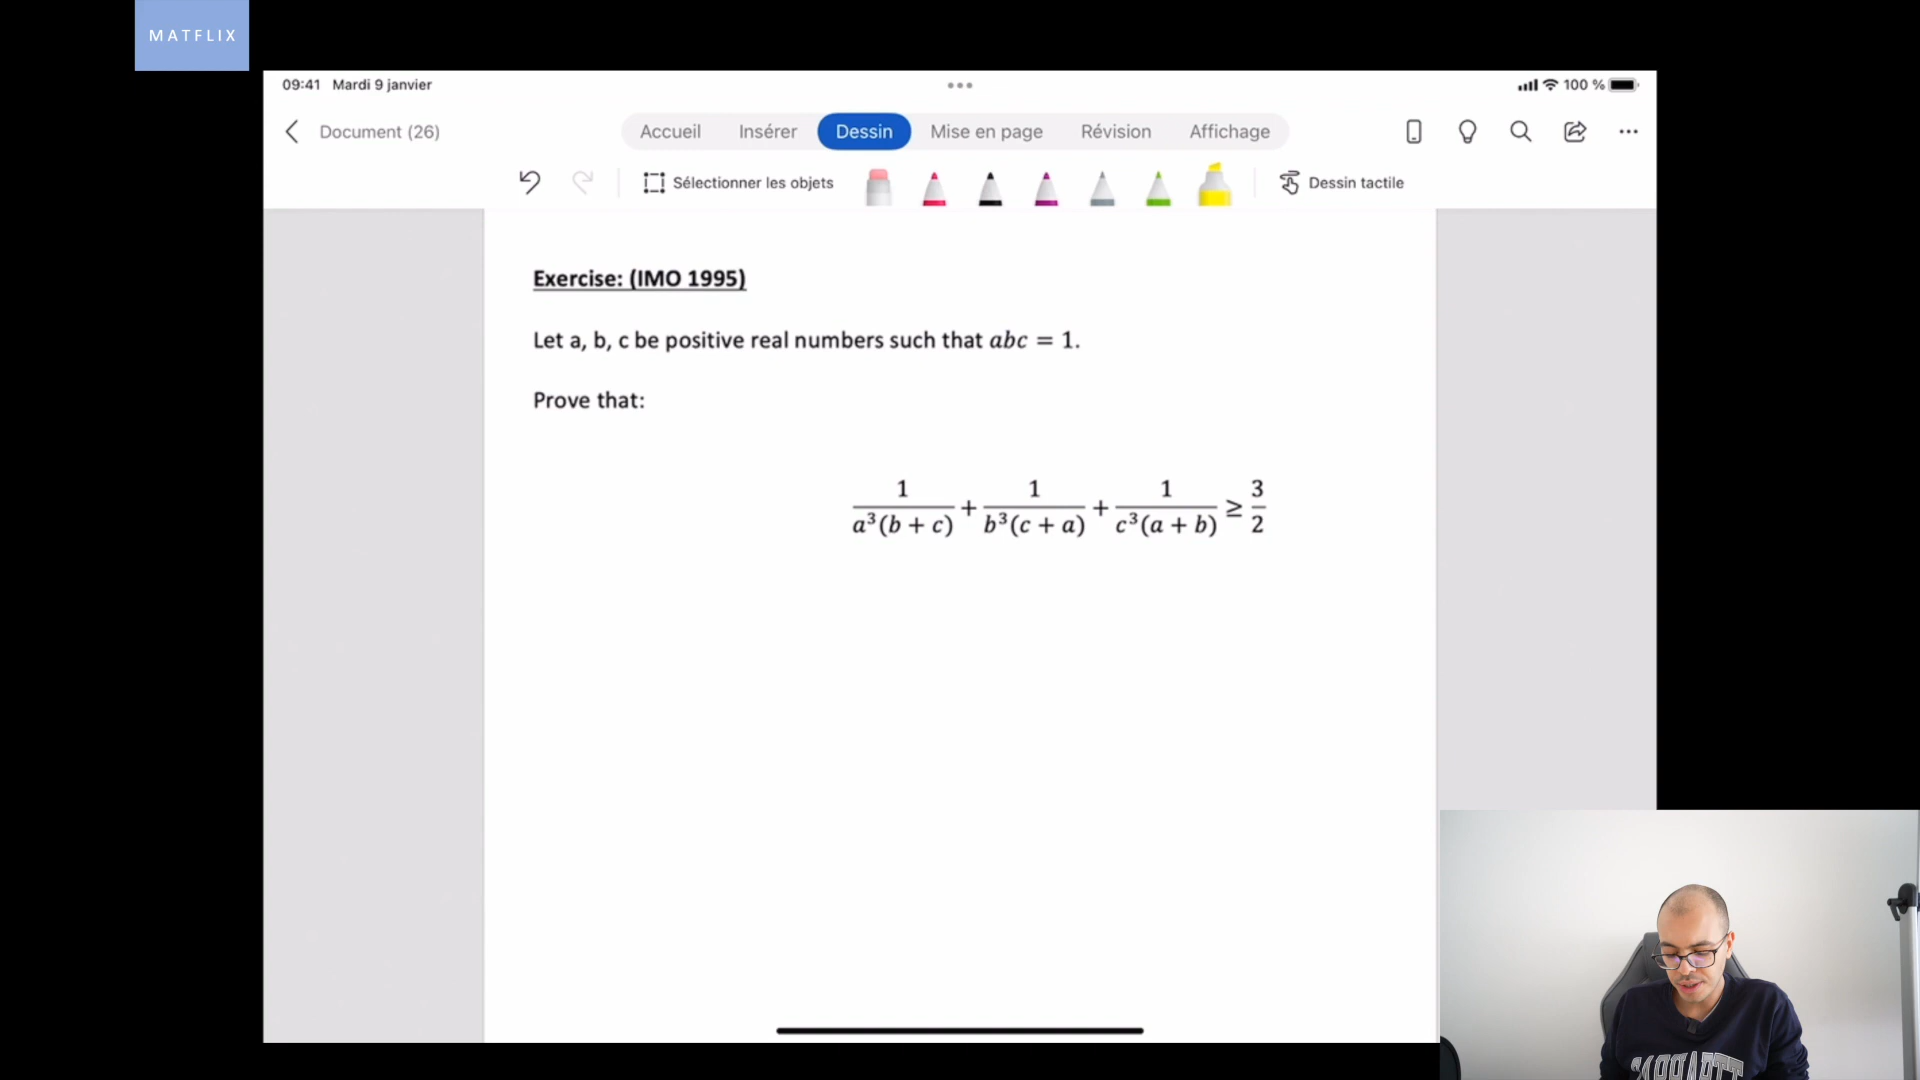 MATFLIX
09:41 Mardi 9 janvier
100 %
Document (26)
Accueil Insérer Dessin Mise en page Révision Affichage
Sélectionner les objets
Dessin tactile
Exercise: (IMO 1995)
Let a, b, c be positive real numbers such that abc = 1.
Prove that:
1/(a³(b + c)) + 1/(b³(c + a)) + 1/(c³(a + b)) ≥ 3/2